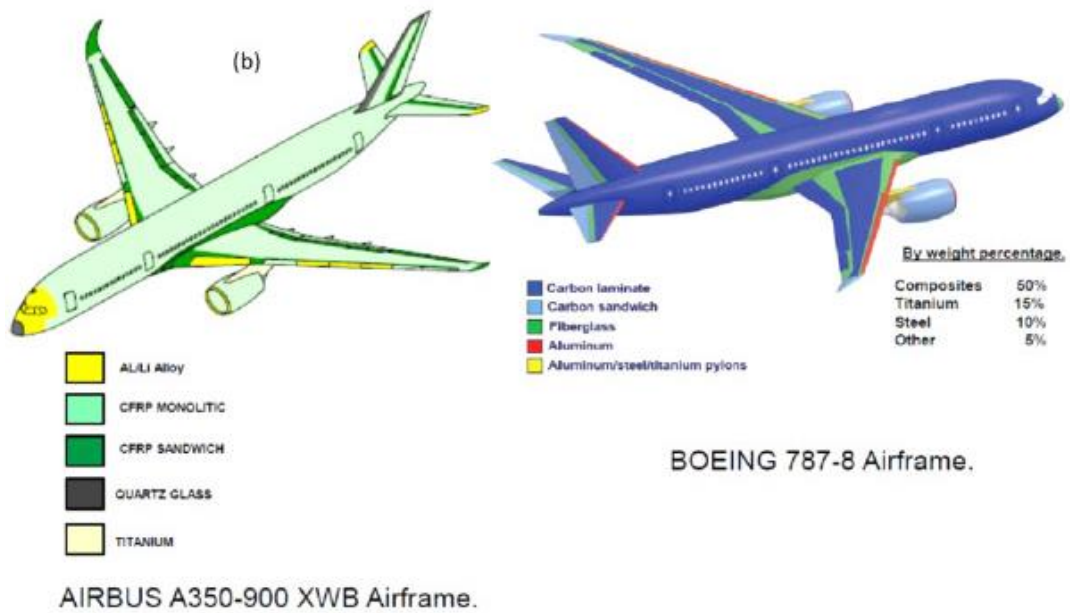 (b)
AL/Li Alloy
CFRP MONOLITIC
CFRP SANDWICH
QUARTZ GLASS
TITANIUM
AIRBUS A350-900 XWB Airframe.
Carbon laminate
Carbon sandwich
Fiberglass
Aluminum
Aluminum/steel/titanium pylons
By weight percentage.
Composites 50%
Titanium 15%
Steel 10%
Other 5%
BOEING 787-8 Airframe.